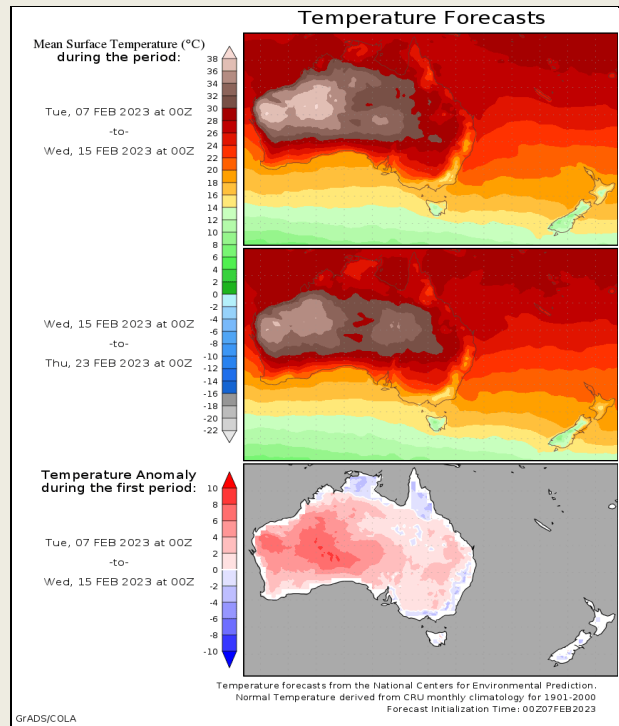 Temperature Forecasts
Mean Surface Temperature (°C)
during the period:
Tue, 07 FEB 2023 at 00Z
-to-
Wed, 15 FEB 2023 at 00Z
38
36
34
32
30
28
26
24
22
20
18
16
14
12
10
8
6
4
2
0
-2
-4
-6
-8
-10
-12
-14
-16
-18
-20
-22
Wed, 15 FEB 2023 at 00Z
-to-
Thu, 23 FEB 2023 at 00Z
Temperature Anomaly
during the first period:
Tue, 07 FEB 2023 at 00Z
-to-
Wed, 15 FEB 2023 at 00Z
10
8
6
4
2
0
-2
-4
-6
-8
-10
Temperature forecasts from the National Centers for Environmental Prediction.
Normal Temperature derived from CRU monthly climatology for 1901-2000
Forecast Initialization Time: 00Z07FEB2023
GrADS/COLA